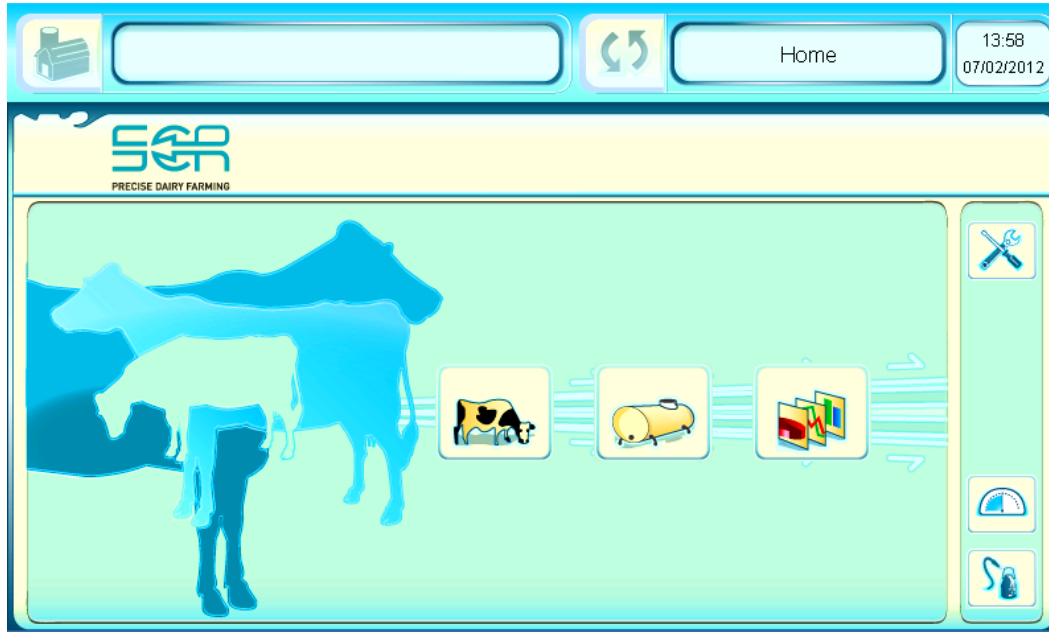 Home
13:58
07/02/2012
SCR
PRECISE DAIRY FARMING